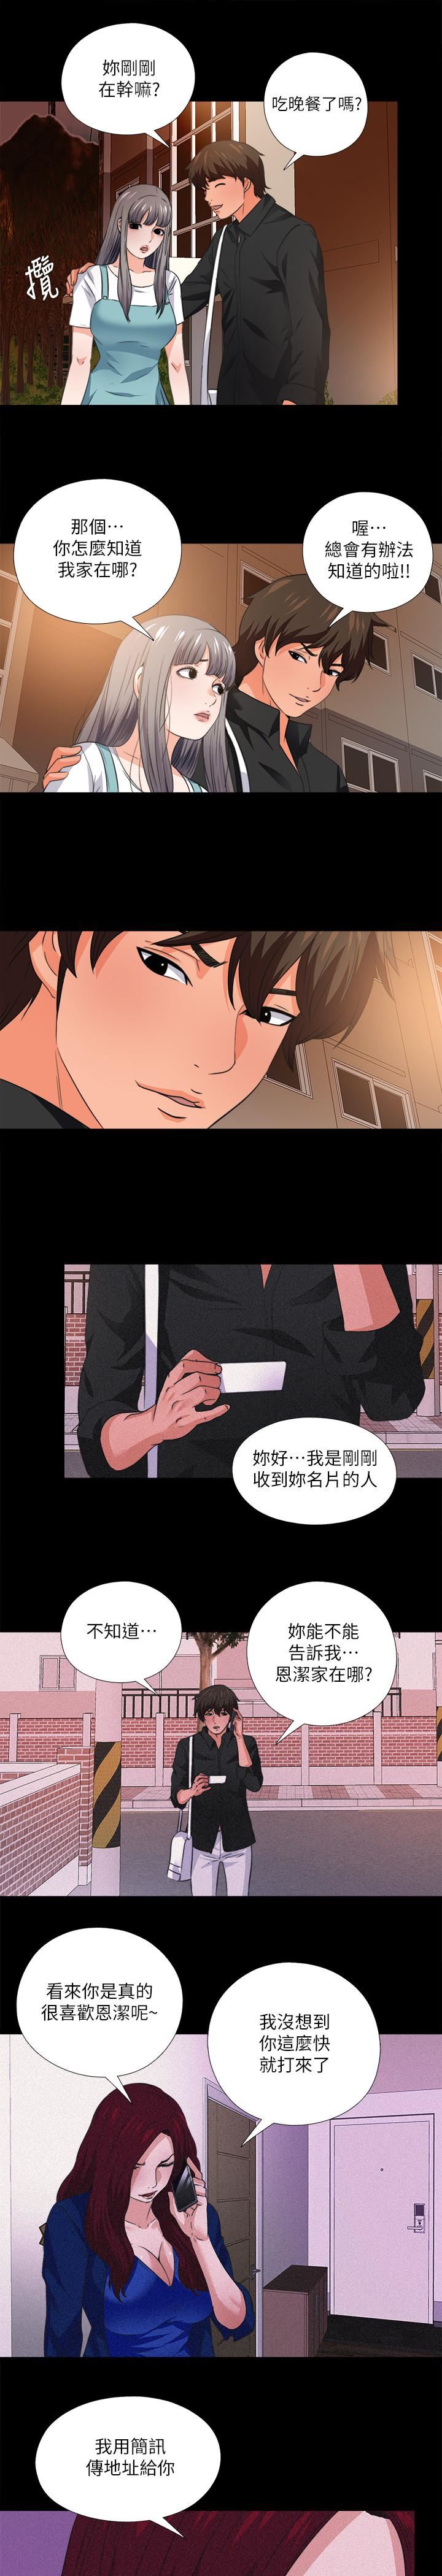 妳剛剛
在幹嘛?
吃晚餐了嗎?
攬
那個⋯
你怎麼知道
我家在哪?
喔⋯
總會有辦法
知道的啦!!
妳好⋯我是剛剛
收到妳名片的人
不知道⋯
妳能不能
告訴我⋯
恩潔家在哪?
看來你是真的
很喜歡恩潔呢~
我沒想到
你這麼快
就打來了
我用簡訊
傳地址給你